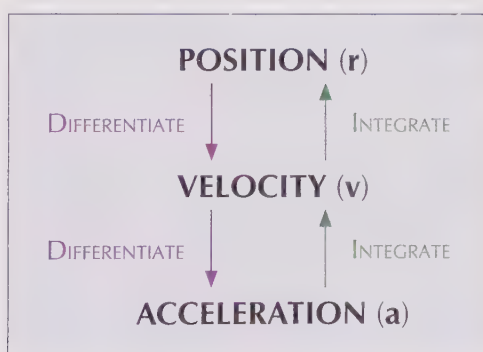 POSITION (r)
DIFFERENTIATE INTEGRATE
VELOCITY (v)
DIFFERENTIATE INTEGRATE
ACCELERATION (a)